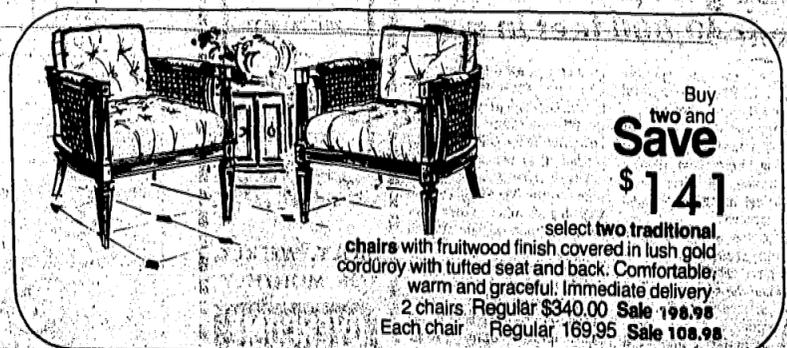 Buy
two and
Save
$141
select two traditional
chairs with fruitwood finish covered in lush gold
corduroy with tufted seat and back. Comfortable,
warm and graceful. Immediate delivery
2 chairs Regular $340.00 Sale 198.98
Each chair Regular 169.95 Sale 108.98